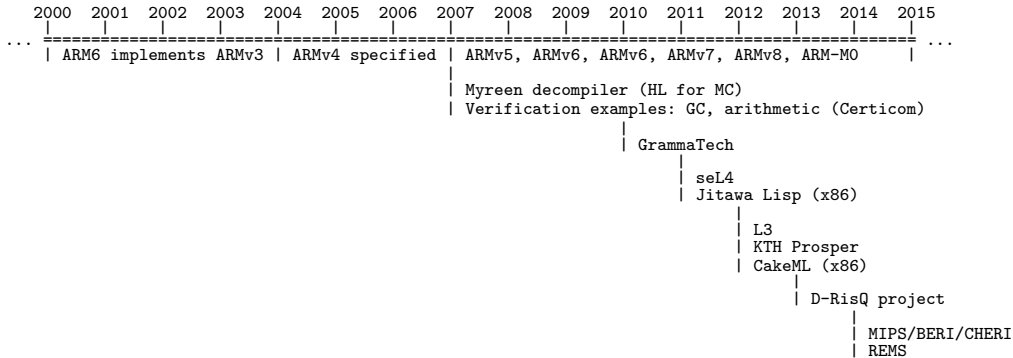 2000 2001 2002 2003 2004 2005 2006 2007 2008 2009 2010 2011 2012 2013 2014 2015
| | | | | | | | | | | | | | | |
... ==================================================================================== ...
| ARM6 implements ARMv3 | ARMv4 specified | ARMv5, ARMv6, ARMv6, ARMv7, ARMv8, ARM-M0 |
|
| Myreen decompiler (HL for MC)
| Verification examples: GC, arithmetic (Certicom)
|
| GrammaTech
|
| seL4
| Jitawa Lisp (x86)
|
| L3
| KTH Prosper
| CakeML (x86)
|
| D-RisQ project
|
| MIPS/BERI/CHERI
| REMS